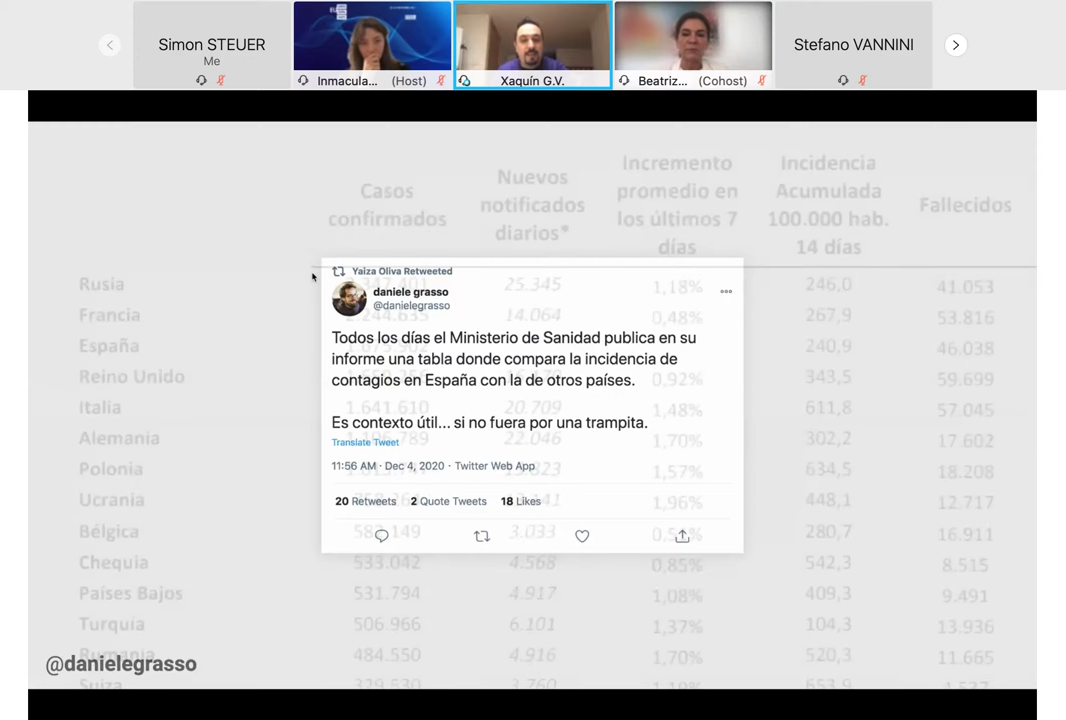 Simon STEUER
Me
Inmacula... (Host)
Xaquín G.V.
Beatriz... (Cohost)
Stefano VANNINI
Casos confirmados
Nuevos notificados diarios*
Incremento promedio en los últimos 7 días
Incidencia Acumulada 100.000 hab. 14 días
Fallecidos
Yaiza Oliva Retweeted
daniele grasso
@danielegrasso
Todos los días el Ministerio de Sanidad publica en su
informe una tabla donde compara la incidencia de
contagios en España con la de otros países.
Es contexto útil... si no fuera por una trampita.
Translate Tweet
11:56 AM · Dec 4, 2020 · Twitter Web App
20 Retweets 2 Quote Tweets 18 Likes
Rusia 25.345 1,18% 246,0 41.053
Francia 14.064 0,48% 267,9 53.816
España 240,9 46.038
Reino Unido 0,92% 343,5 59.699
Italia 1.641.610 20.709 1,48% 611,8 57.045
Alemania 22.046 1,70% 302,2 17.602
Polonia 1,57% 634,5 18.208
Ucrania 1,96% 448,1 12.717
Bélgica 3.033 280,7 16.911
Chequia 533.042 4.568 0,85% 542,3 8.515
Países Bajos 531.794 4.917 1,08% 409,3 9.491
Turquía 506.966 6.101 1,37% 104,3 13.936
Rumania 484.550 4.916 1,70% 520,3 11.665
Suiza 329.530 3.760 653,9
@danielegrasso